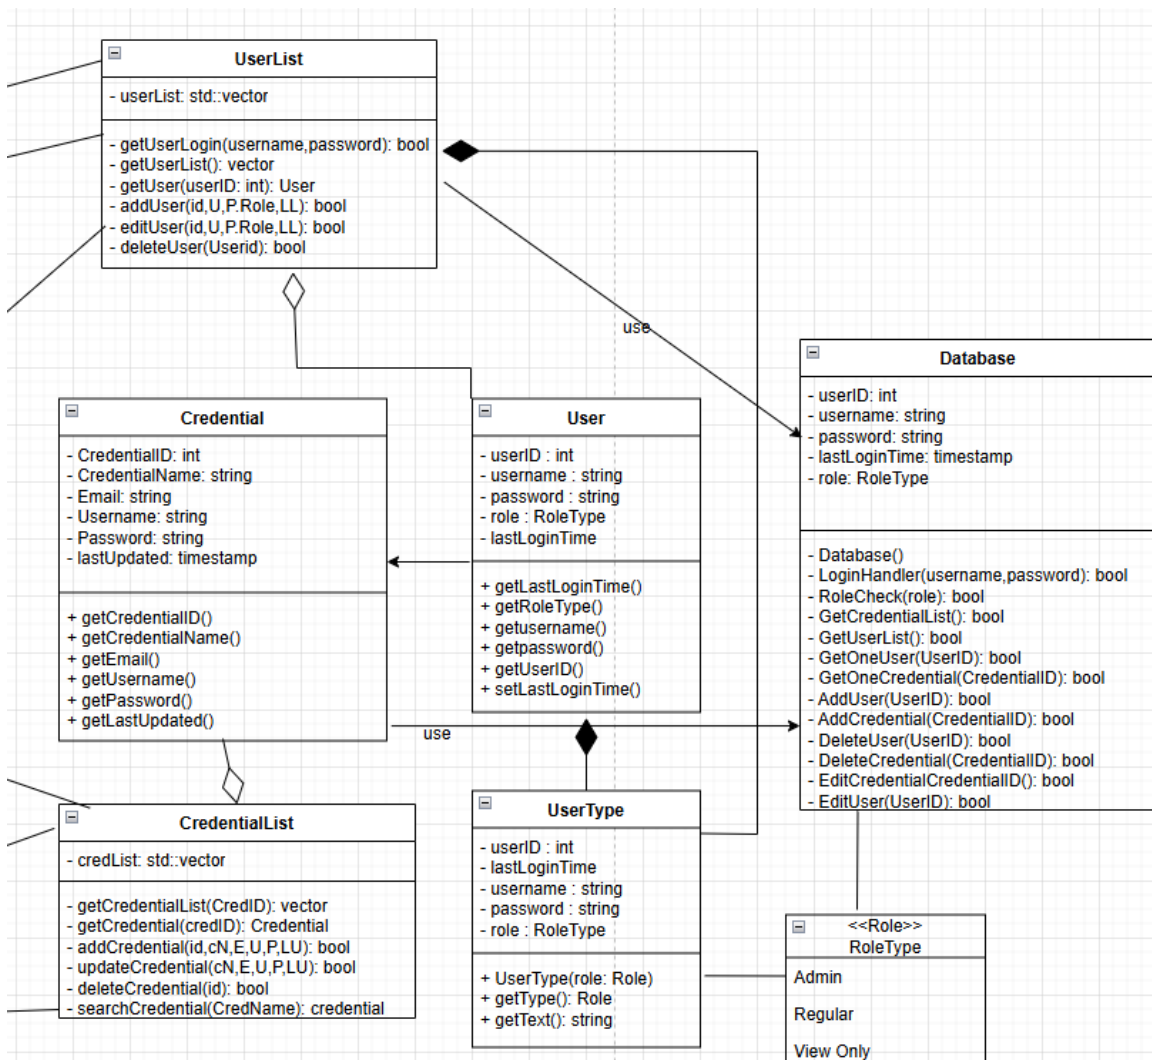 UserList
- userList: std::vector
- getUserLogin(username,password): bool
- getUserList(): vector
- getUser(userID: int): User
- addUser(id,U,P.Role,LL): bool
- editUser(id,U,P.Role,LL): bool
- deleteUser(Userid): bool
use
Database
- userID: int
- username: string
- password: string
- lastLoginTime: timestamp
- role: RoleType
- Database()
- LoginHandler(username,password): bool
- RoleCheck(role): bool
- GetCredentialList(): bool
- GetUserList(): bool
- GetOneUser(UserID): bool
- GetOneCredential(CredentialID): bool
- AddUser(UserID): bool
- AddCredential(CredentialID): bool
- DeleteUser(UserID): bool
- DeleteCredential(CredentialID): bool
- EditCredentialCredentialID(): bool
- EditUser(UserID): bool
Credential
- CredentialID: int
- CredentialName: string
- Email: string
- Username: string
- Password: string
- lastUpdated: timestamp
+ getCredentialID()
+ getCredentialName()
+ getEmail()
+ getUsername()
+ getPassword()
+ getLastUpdated()
User
- userID : int
- username : string
- password : string
- role : RoleType
- lastLoginTime
+ getLastLoginTime()
+ getRoleType()
+ getusername()
+ getpassword()
+ getUserID()
+ setLastLoginTime()
use
CredentialList
- credList: std::vector
- getCredentialList(CredID): vector
- getCredential(credID): Credential
- addCredential(id,cN,E,U,P,LU): bool
- updateCredential(cN,E,U,P,LU): bool
- deleteCredential(id): bool
- searchCredential(CredName): credential
UserType
- userID : int
- lastLoginTime
- username : string
- password : string
- role : RoleType
+ UserType(role: Role)
+ getType(): Role
+ getText(): string
<<Role>>
RoleType
Admin
Regular
View Only